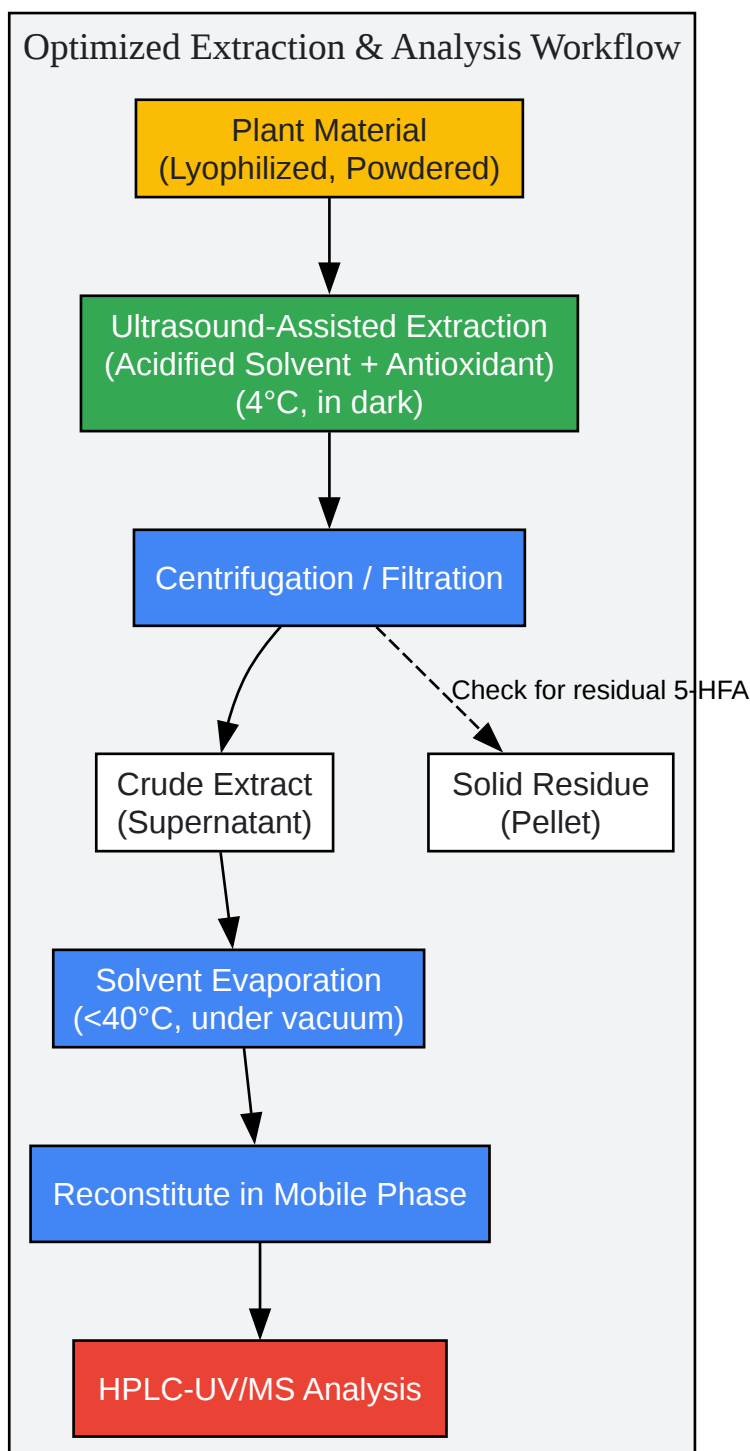 Optimized Extraction & Analysis Workflow
Plant Material
(Lyophilized, Powdered)
Ultrasound-Assisted Extraction
(Acidified Solvent + Antioxidant)
(4°C, in dark)
Centrifugation / Filtration
Check for residual 5-HFA
Crude Extract
(Supernatant)
Solid Residue
(Pellet)
Solvent Evaporation
(<40°C, under vacuum)
Reconstitute in Mobile Phase
HPLC-UV/MS Analysis